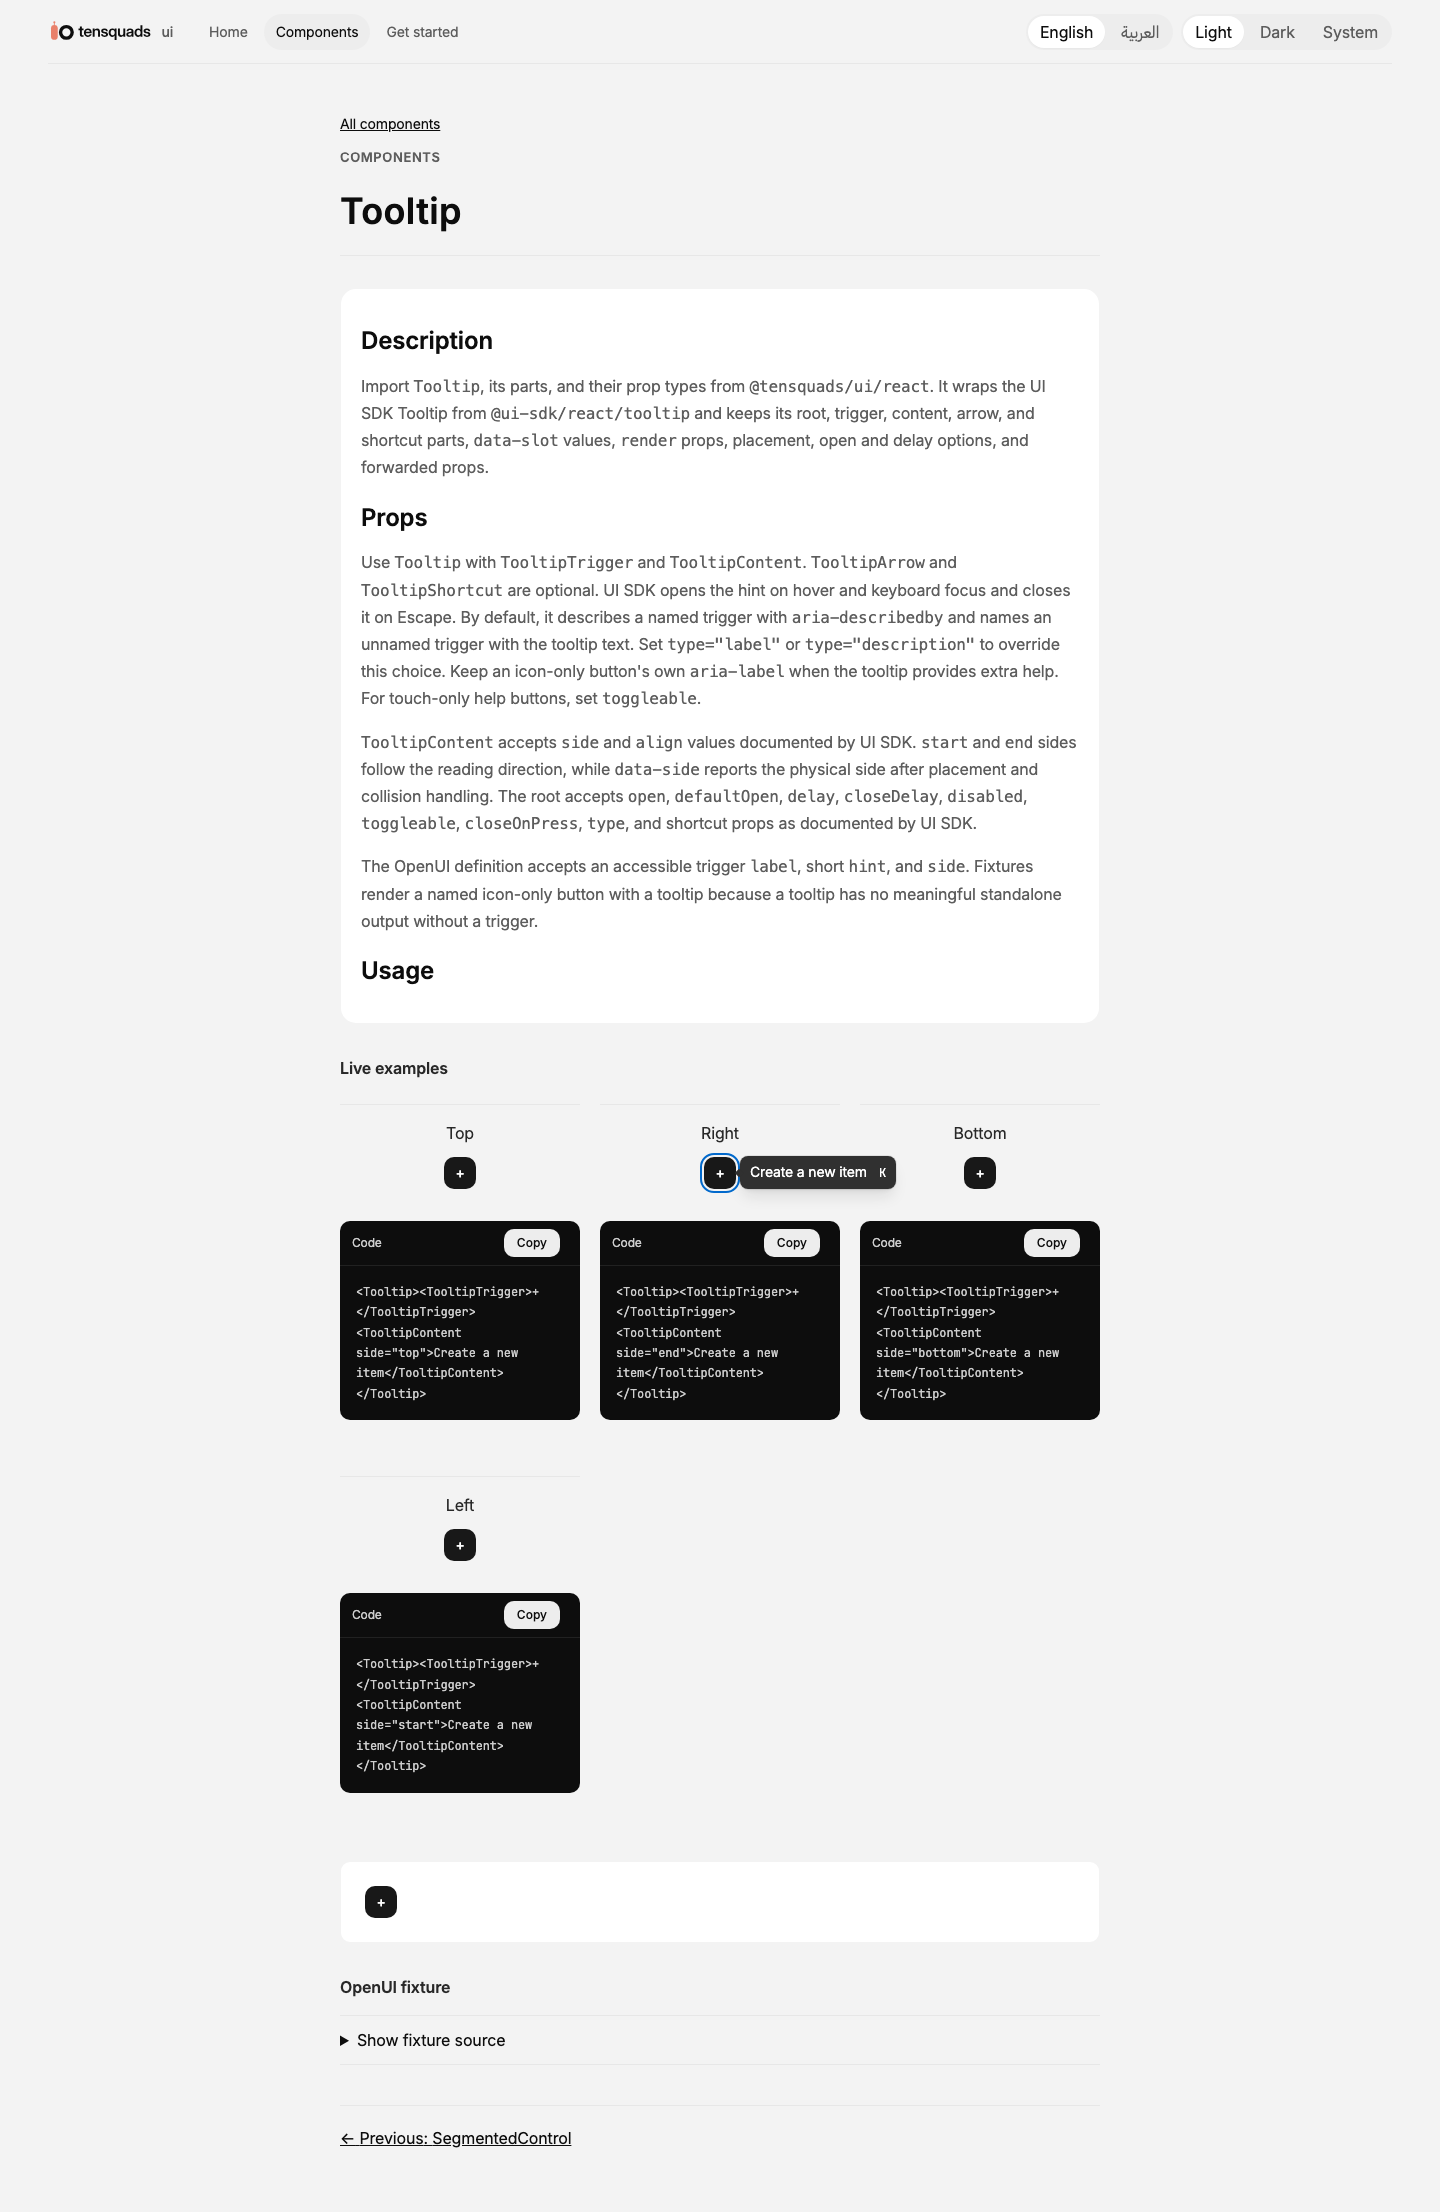 tensquads ui
Home
Components
Get started
English
العربية
Light
Dark
System
All components
COMPONENTS
Tooltip
Description
Import Tooltip, its parts, and their prop types from @tensquads/ui/react. It wraps the UI
SDK Tooltip from @ui-sdk/react/tooltip and keeps its root, trigger, content, arrow, and
shortcut parts, data-slot values, render props, placement, open and delay options, and
forwarded props.
Props
Use Tooltip with TooltipTrigger and TooltipContent. TooltipArrow and
TooltipShortcut are optional. UI SDK opens the hint on hover and keyboard focus and closes
it on Escape. By default, it describes a named trigger with aria-describedby and names an
unnamed trigger with the tooltip text. Set type="label" or type="description" to override
this choice. Keep an icon-only button's own aria-label when the tooltip provides extra help.
For touch-only help buttons, set toggleable.
TooltipContent accepts side and align values documented by UI SDK. start and end sides
follow the reading direction, while data-side reports the physical side after placement and
collision handling. The root accepts open, defaultOpen, delay, closeDelay, disabled,
toggleable, closeOnPress, type, and shortcut props as documented by UI SDK.
The OpenUI definition accepts an accessible trigger label, short hint, and side. Fixtures
render a named icon-only button with a tooltip because a tooltip has no meaningful standalone
output without a trigger.
Usage
Live examples
Top
+
Code
Copy
<Tooltip><TooltipTrigger>+
</TooltipTrigger>
<TooltipContent
side="top">Create a new
item</TooltipContent>
</Tooltip>
Right
+
Create a new item K
Code
Copy
<Tooltip><TooltipTrigger>+
</TooltipTrigger>
<TooltipContent
side="end">Create a new
item</TooltipContent>
</Tooltip>
Bottom
+
Code
Copy
<Tooltip><TooltipTrigger>+
</TooltipTrigger>
<TooltipContent
side="bottom">Create a new
item</TooltipContent>
</Tooltip>
Left
+
Code
Copy
<Tooltip><TooltipTrigger>+
</TooltipTrigger>
<TooltipContent
side="start">Create a new
item</TooltipContent>
</Tooltip>
+
OpenUI fixture
▶ Show fixture source
← Previous: SegmentedControl